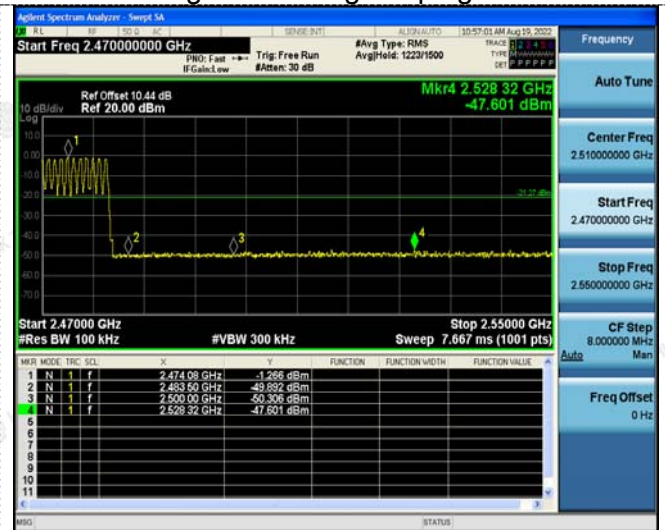 Agilent Spectrum Analyzer - Swept SA
RL RF 50 Ω AC SENSE:INT ALIGNAUTO 10:57:01 AM Aug 19, 2022
Start Freq 2.470000000 GHz
PNO: Fast
IFGain:Low
Trig: Free Run
#Atten: 30 dB
#Avg Type: RMS
Avg|Hold: 1223/1500
TRACE 1 2 3 4 5 6
TYPE
DET P P P P P P
Frequency
Auto Tune
Center Freq
2.510000000 GHz
Start Freq
2.470000000 GHz
Stop Freq
2.550000000 GHz
CF Step
8.000000 MHz
Auto Man
Freq Offset
0 Hz
Mkr4 2.528 32 GHz
-47.601 dBm
Ref Offset 10.44 dB
10 dB/div Ref 20.00 dBm
Log
10.0
0.00
-10.0
-20.0
-30.0
-40.0
-50.0
-60.0
-70.0
1
2
3
4
-21.27 dBm
Start 2.47000 GHz Stop 2.55000 GHz
#Res BW 100 kHz #VBW 300 kHz Sweep 7.667 ms (1001 pts)
MKR MODE TRC SCL X Y FUNCTION FUNCTION WIDTH FUNCTION VALUE
1 N 1 f 2.474 08 GHz -1.266 dBm
2 N 1 f 2.483 50 GHz -49.892 dBm
3 N 1 f 2.500 00 GHz -50.306 dBm
4 N 1 f 2.528 32 GHz -47.601 dBm
5
6
7
8
9
10
11
MSG STATUS